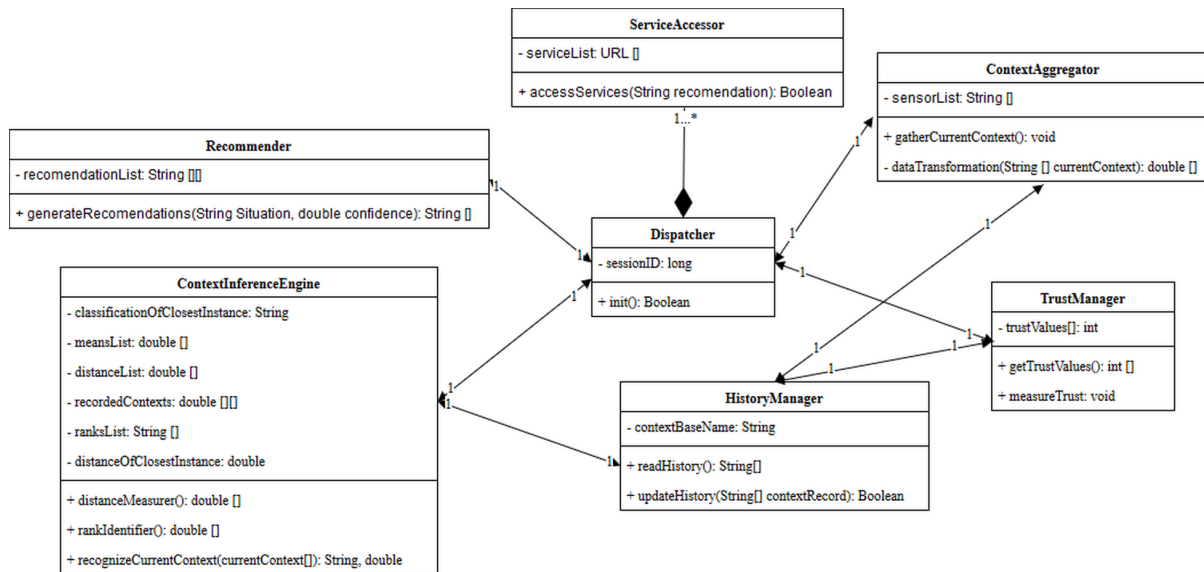 ServiceAccessor
- serviceList: URL []
+ accessServices(String recomendation): Boolean
1...*
ContextAggregator
- sensorList: String []
+ gatherCurrentContext(): void
- dataTransformation(String [] currentContext): double []
1
1
1
1
Recommender
- recomendationList: String [][]
+ generateRecomendations(String Situation, double confidence): String []
1
1
Dispatcher
- sessionID: long
+ init(): Boolean
1
1
ContextInferenceEngine
- classificationOfClosestInstance: String
- meansList: double []
- distanceList: double []
- recordedContexts: double [][]
- ranksList: String []
- distanceOfClosestInstance: double
+ distanceMeasurer(): double []
+ rankIdentifier(): double []
+ recognizeCurrentContext(currentContext[]): String, double
1
1
1
1
TrustManager
- trustValues[]: int
+ getTrustValues(): int []
+ measureTrust: void
1
1
HistoryManager
- contextBaseName: String
+ readHistory(): String[]
+ updateHistory(String[] contextRecord): Boolean